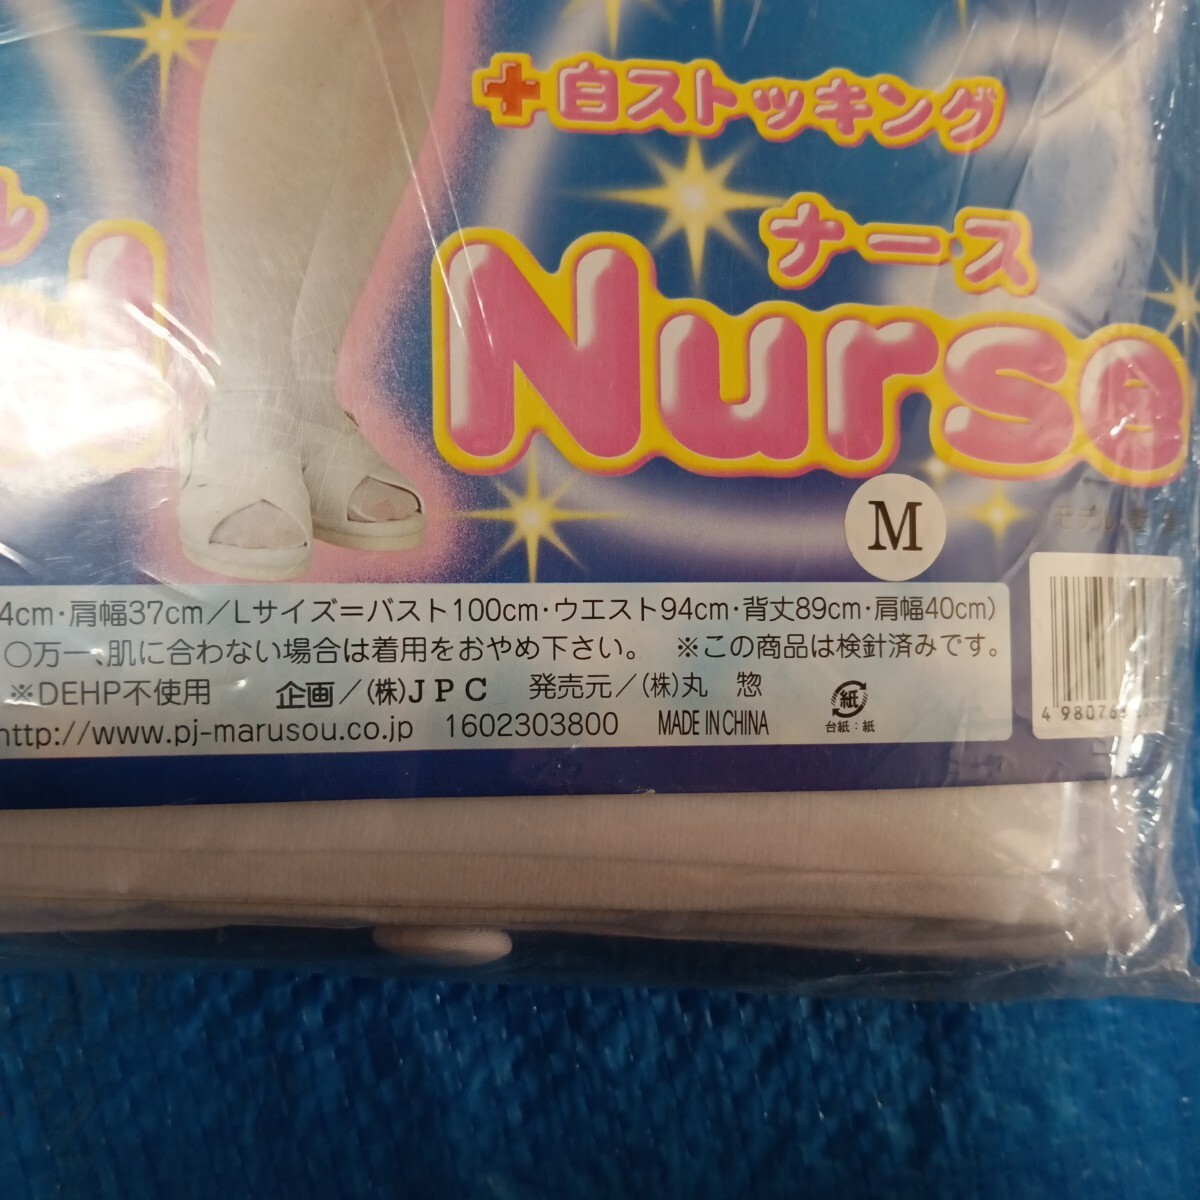 +白ストッキング
ナース
Nurse
M
4cm・肩幅37cm/Lサイズ=バスト100cm・ウエスト94cm・背丈89cm・肩幅40cm)
○万一、肌に合わない場合は着用をおやめ下さい。 ※この商品は検針済みです。
※DEHP不使用 企画/(株)JPC 発売元/(株)丸 惣
紙
台紙:紙
http://www.pj-marusou.co.jp 1602303800 MADE IN CHINA